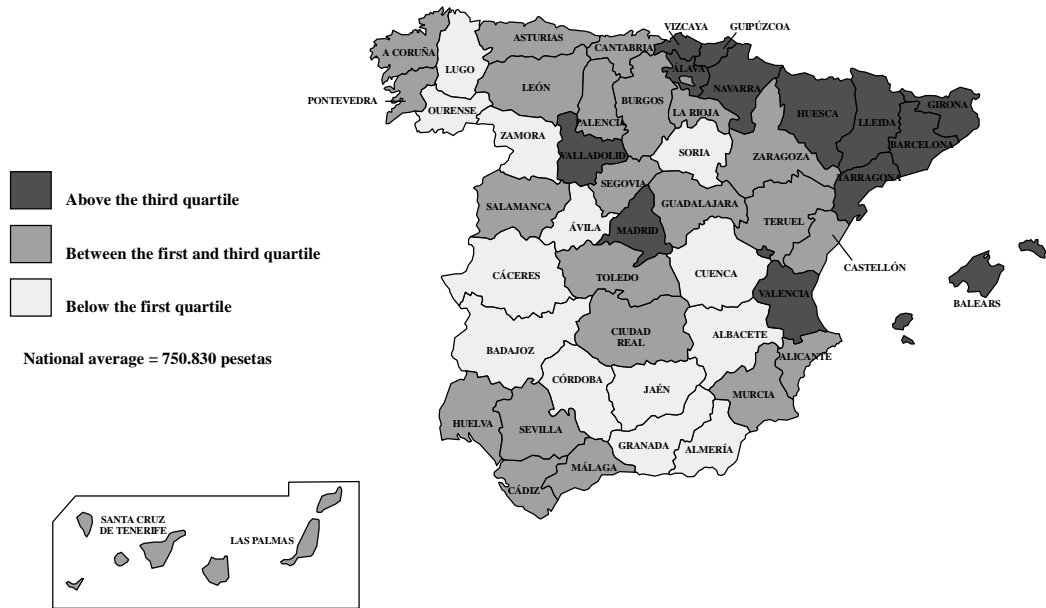 VIZCAYA
GUIPÚZCOA
ASTURIAS
A CORUÑA
CANTABRIA
LUGO
ÁLAVA
LEÓN
NAVARRA
PONTEVEDRA
BURGOS
GIRONA
OURENSE
LA RIOJA
HUESCA
PALENCIA
LLEIDA
ZAMORA
BARCELONA
VALLADOLID
SORIA
ZARAGOZA
TARRAGONA
SEGOVIA
Above the third quartile
SALAMANCA
GUADALAJARA
TERUEL
ÁVILA
MADRID
Between the first and third quartile
CASTELLÓN
CÁCERES
TOLEDO
CUENCA
VALENCIA
BALEARS
Below the first quartile
CIUDAD
REAL
ALBACETE
BADAJOZ
ALICANTE
National average = 750.830 pesetas
CÓRDOBA
JAÉN
MURCIA
HUELVA
SEVILLA
GRANADA
ALMERÍA
MÁLAGA
CÁDIZ
SANTA CRUZ
DE TENERIFE
LAS PALMAS